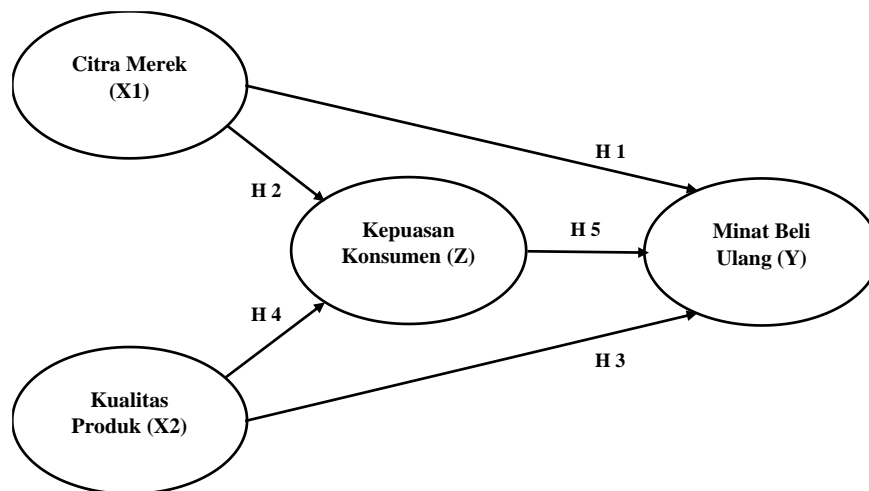 Citra Merek
(X1)
H 1
H 2
Kepuasan
Konsumen (Z)
H 5
Minat Beli
Ulang (Y)
H 4
H 3
Kualitas
Produk (X2)